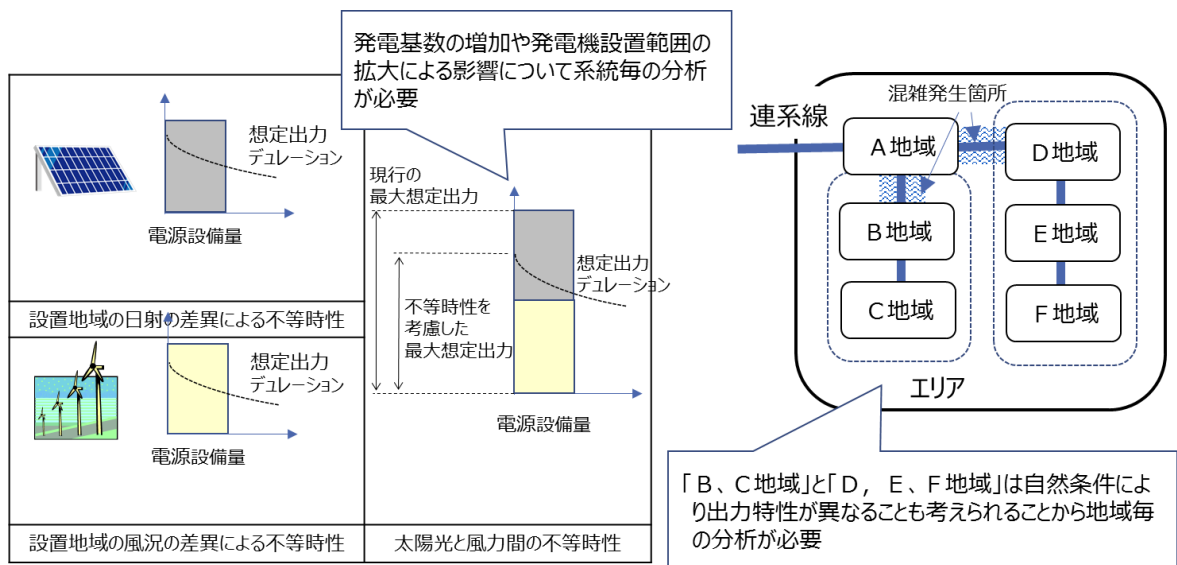 発電基数の増加や発電機設置範囲の
拡大による影響について系統毎の分析
が必要
想定出力
デュレーション
電源設備量
設置地域の日射の差異による不等時性
想定出力
デュレーション
電源設備量
設置地域の風況の差異による不等時性
現行の
最大想定出力
不等時性を
考慮した
最大想定出力
想定出力
デュレーション
電源設備量
太陽光と風力間の不等時性
混雑発生箇所
連系線
A地域
D地域
B地域
E地域
C地域
F地域
エリア
「B、C地域」と「D, E、F地域」は自然条件によ
り出力特性が異なることも考えられることから地域毎
の分析が必要